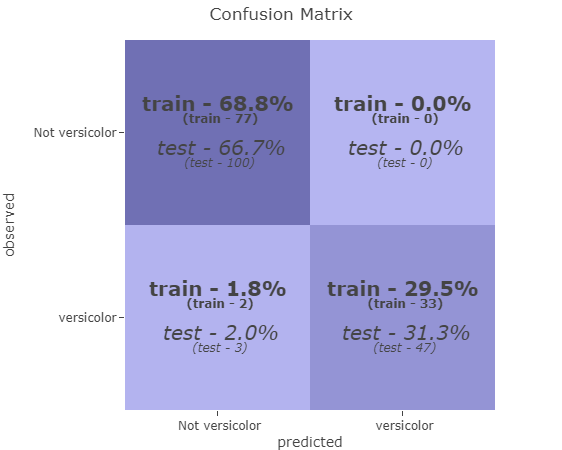 Confusion Matrix
observed
Not versicolor
train - 68.8%
(train - 77)
test - 66.7%
(test - 100)
train - 0.0%
(train - 0)
test - 0.0%
(test - 0)
versicolor
train - 1.8%
(train - 2)
test - 2.0%
(test - 3)
train - 29.5%
(train - 33)
test - 31.3%
(test - 47)
Not versicolor
versicolor
predicted